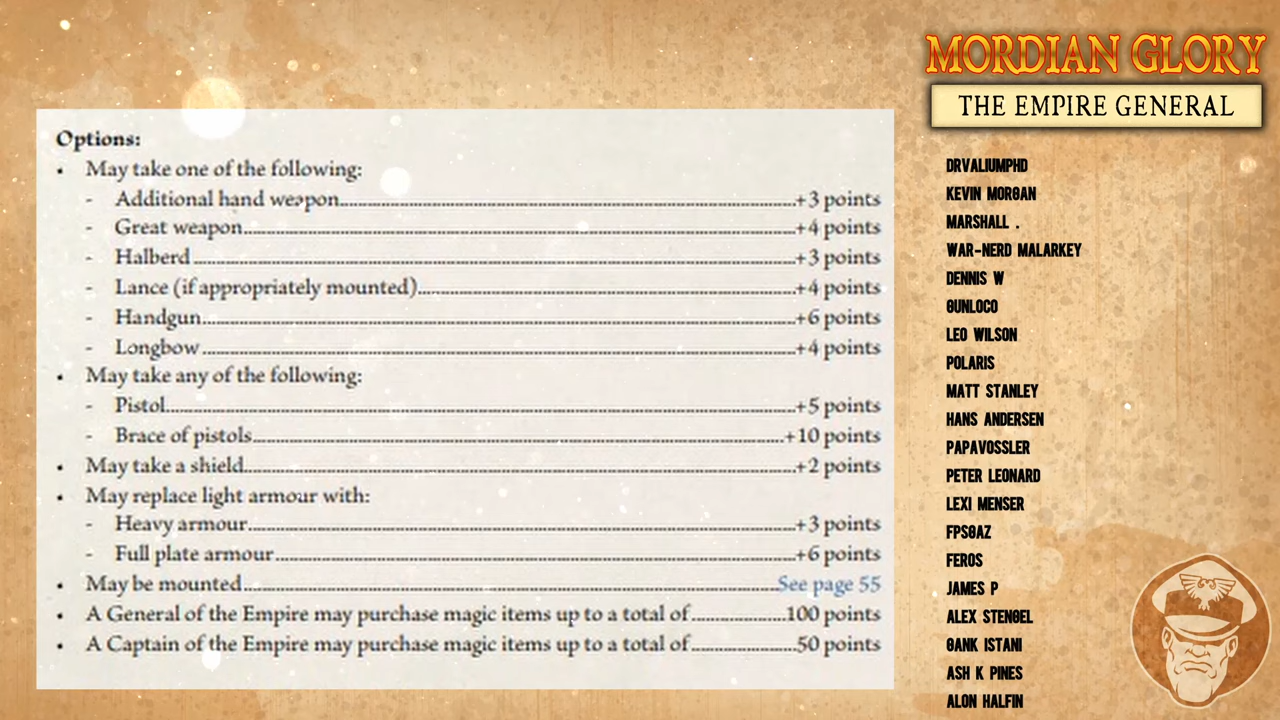 MORDIAN GLORY
THE EMPIRE GENERAL
Options:
• May take one of the following:
- Additional hand weapon...+3 points
- Great weapon...+4 points
- Halberd...+3 points
- Lance (if appropriately mounted)...+4 points
- Handgun...+6 points
- Longbow...+4 points
• May take any of the following:
- Pistol...+5 points
- Brace of pistols...+10 points
• May take a shield...+2 points
• May replace light armour with:
- Heavy armour...+3 points
- Full plate armour...+6 points
• May be mounted...See page 55
• A General of the Empire may purchase magic items up to a total of...100 points
• A Captain of the Empire may purchase magic items up to a total of...50 points
DRVALIUMPHD
KEVIN MORGAN
MARSHALL .
WAR-NERD MALARKEY
DENNIS W
GUNLOCO
LEO WILSON
POLARIS
MATT STANLEY
HANS ANDERSEN
PAPAVOSSLER
PETER LEONARD
LEXI MENSER
FPSGAZ
FEROS
JAMES P
ALEX STENGEL
GANK ISTANI
ASH K PINES
ALON HALFIN